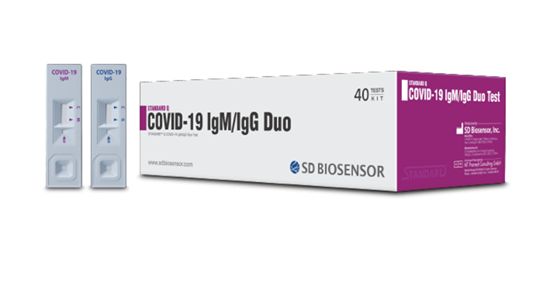 COVID-19
IgM
C
T
COVID-19
IgG
C
T
40 TESTS
KIT
STANDARD Q
COVID-19 IgM/IgG Duo
www.sdbiosensor.com
SD BIOSENSOR
STANDARD Q
COVID-19 IgM/IgG Duo Test
SD Biosensor, Inc.
STANDARD